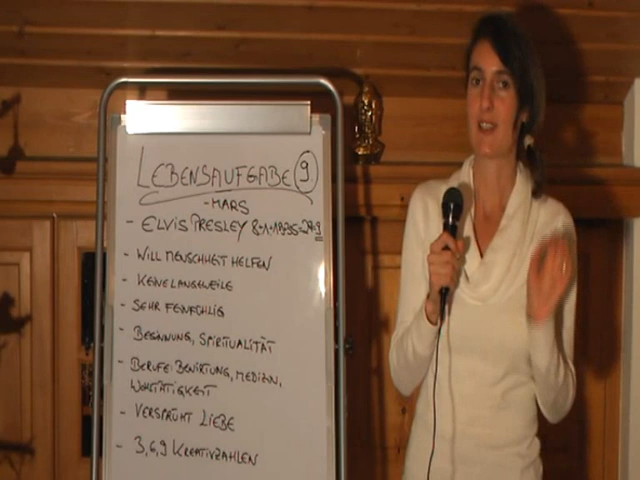 LEBENSAUFGABE 9
- MARS
- ELVIS PRESLEY 8.1.1935=27.9
- WILL MENSCHHEIT HELFEN
- KEINE LANGEWEILE
- SEHR FEINFÜHLIG
- BESINNUNG, SPIRITUALITÄT
- BERUFE: BEWIRTUNG, MEDIZIN,
WOHLTÄTIGKEIT
- VERSPRÜHT LIEBE
- 3,6,9 KREATIVZAHLEN